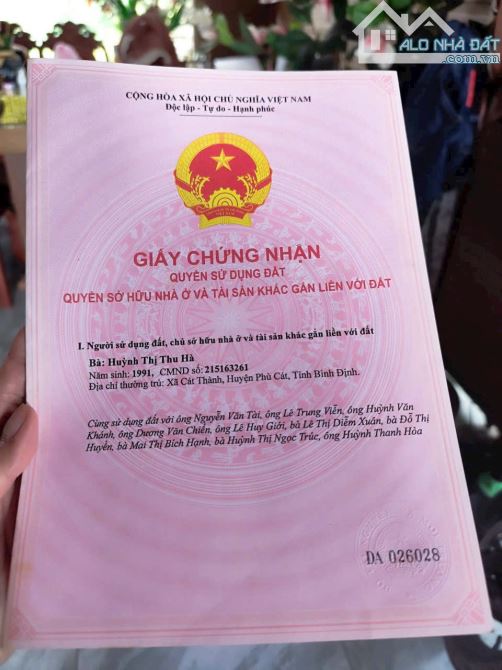 ALO NHÀ ĐẤT
.com.vn
CỘNG HÒA XÃ HỘI CHỦ NGHĨA VIỆT NAM
Độc lập - Tự do - Hạnh phúc
GIẤY CHỨNG NHẬN
QUYỀN SỬ DỤNG ĐẤT
QUYỀN SỞ HỮU NHÀ Ở VÀ TÀI SẢN KHÁC GẮN LIỀN VỚI ĐẤT
I. Người sử dụng đất, chủ sở hữu nhà ở và tài sản khác gắn liền với đất
Bà: Huỳnh Thị Thu Hà
Năm sinh: 1991, CMND số: 215163261
Địa chỉ thường trú: Xã Cát Thành, Huyện Phù Cát, Tỉnh Bình Định.
Cùng sử dụng đất với ông Nguyễn Văn Tài, ông Lê Trung Viễn, ông Huỳnh Văn
Khánh, ông Dương Văn Chiến, ông Lê Huy Giới, bà Lê Thị Diễm Xuân, bà Đỗ Thị
Huyền, bà Mai Thị Bích Hạnh, bà Huỳnh Thị Ngọc Trúc, ông Huỳnh Thanh Hòa
DA 026028